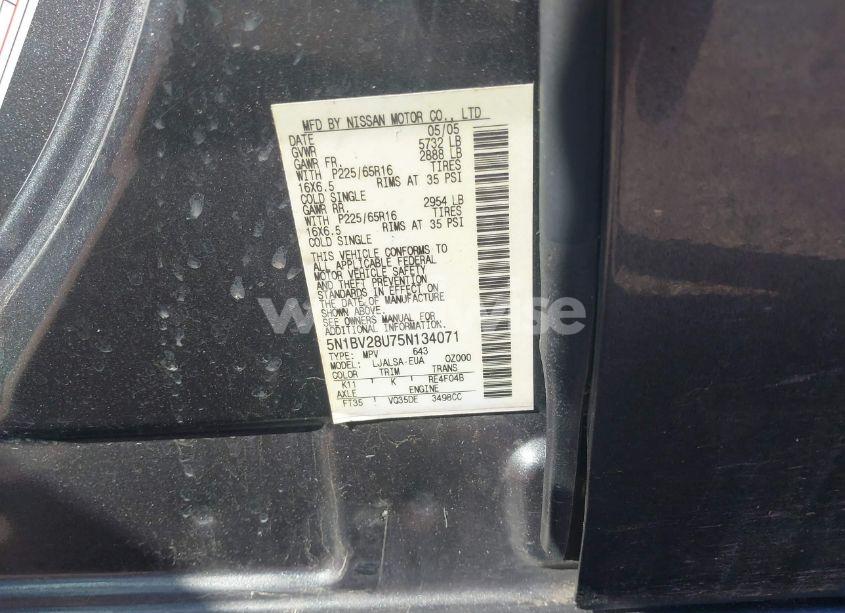 MFD BY NISSAN MOTOR CO., LTD
DATE 05/05
GVWR 5732 LB
GAWR FR. 2888 LB
WITH P225/65R16 TIRES
16X6.5 RIMS AT 35 PSI
COLD SINGLE
GAWR RR. 2954 LB
WITH P225/65R16 TIRES
16X6.5 RIMS AT 35 PSI
COLD SINGLE
THIS VEHICLE CONFORMS TO
ALL APPLICABLE FEDERAL
MOTOR VEHICLE SAFETY
AND THEFT PREVENTION
STANDARDS IN EFFECT ON
THE DATE OF MANUFACTURE
SHOWN ABOVE.
SEE OWNERS MANUAL FOR
ADDITIONAL INFORMATION.
5N1BV28U75N134071
TYPE: MPV 643
MODEL: LJALSA-EUA 0Z000
COLOR TRIM TRANS
K11 K RE4F04B
AXLE ENGINE
FT35 VQ35DE 3498CC